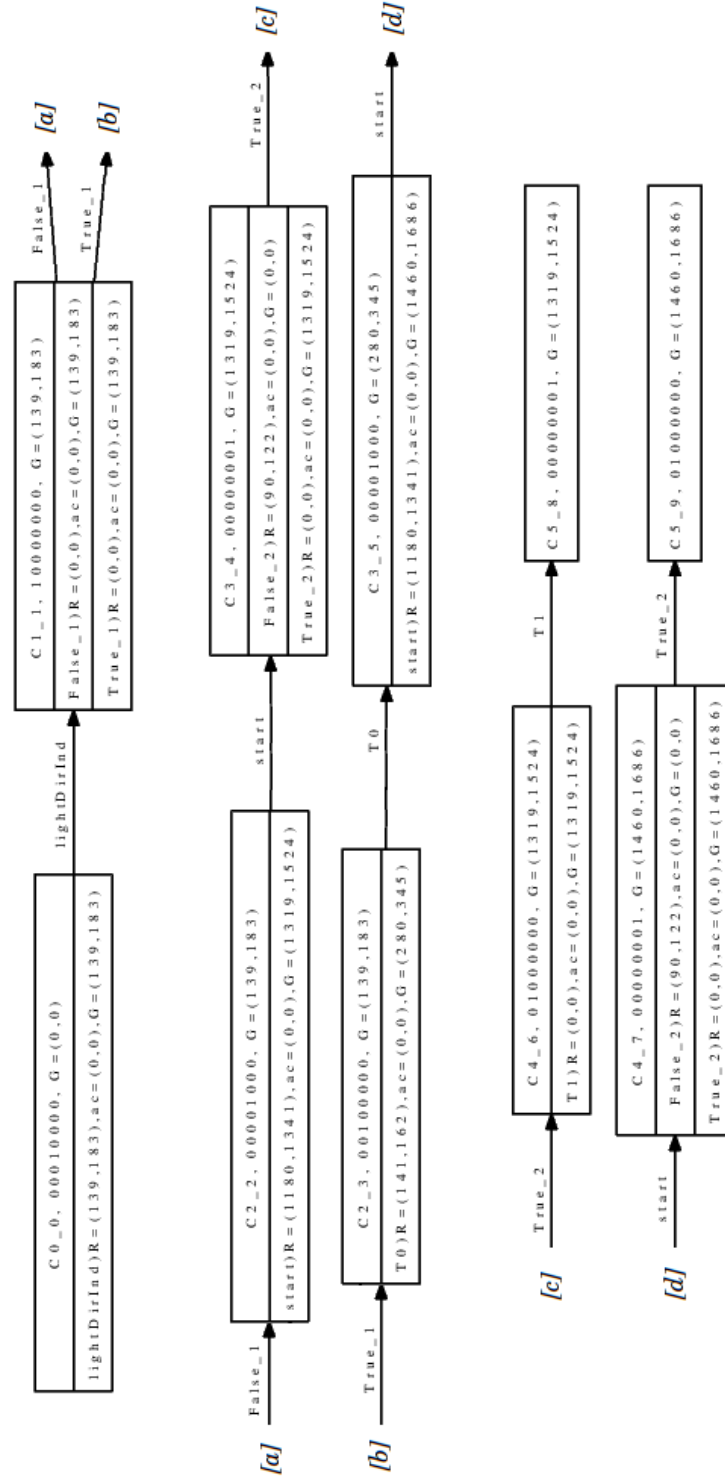 C0_0, 00010000, G=(0,0)
lightDirInd)R=(139,183),ac=(0,0),G=(139,183)
lightDirInd
C1_1, 10000000, G=(139,183)
False_1)R=(0,0),ac=(0,0),G=(139,183)
True_1)R=(0,0),ac=(0,0),G=(139,183)
False_1
[a]
True_1
[b]
[a]
False_1
C2_2, 00001000, G=(139,183)
start)R=(1180,1341),ac=(0,0),G=(1319,1524)
start
C3_4, 00000001, G=(1319,1524)
False_2)R=(90,122),ac=(0,0),G=(0,0)
True_2)R=(0,0),ac=(0,0),G=(1319,1524)
True_2
[c]
[b]
True_1
C2_3, 00100000, G=(139,183)
T0)R=(141,162),ac=(0,0),G=(280,345)
T0
C3_5, 00001000, G=(280,345)
start)R=(1180,1341),ac=(0,0),G=(1460,1686)
start
[d]
[c]
True_2
C4_6, 01000000, G=(1319,1524)
T1)R=(0,0),ac=(0,0),G=(1319,1524)
T1
C5_8, 00000001, G=(1319,1524)
[d]
start
C4_7, 00000001, G=(1460,1686)
False_2)R=(90,122),ac=(0,0),G=(0,0)
True_2)R=(0,0),ac=(0,0),G=(1460,1686)
True_2
C5_9, 01000000, G=(1460,1686)